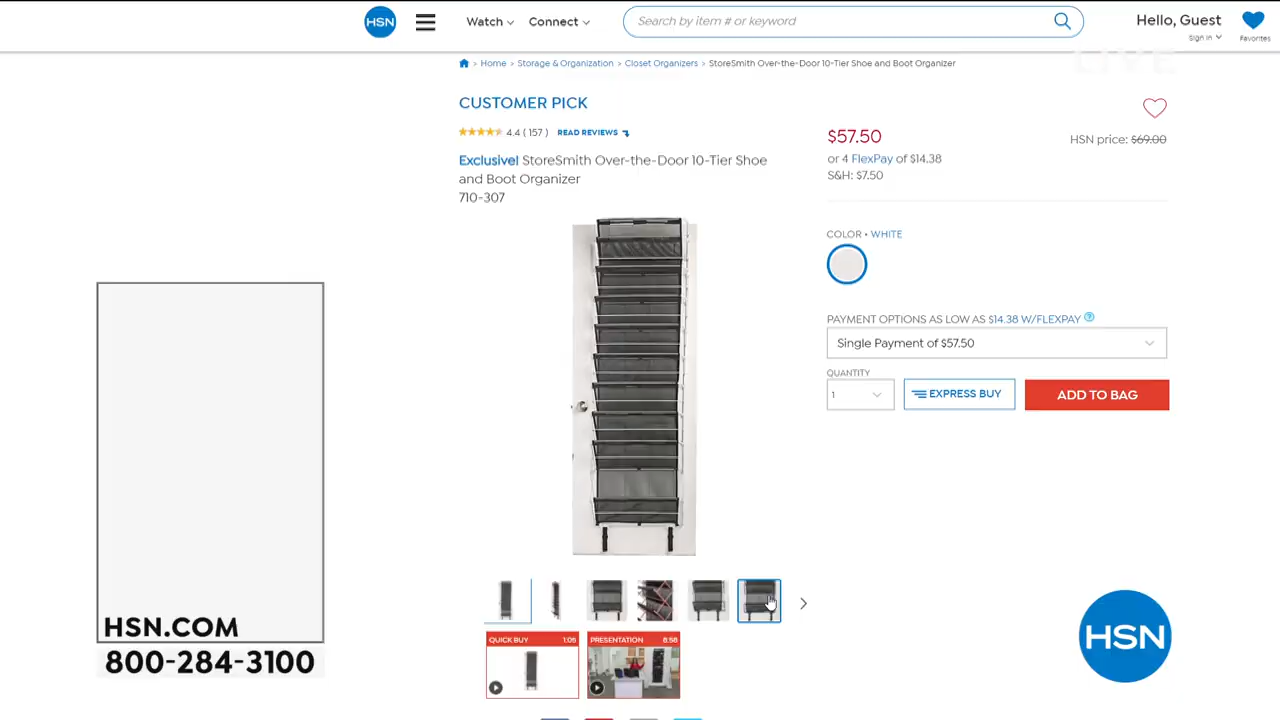 HSN
Watch
Connect
Search by item # or keyword
Hello, Guest
Sign In
Favorites
LIVE
Home > Storage & Organization > Closet Organizers > StoreSmith Over-the-Door 10-Tier Shoe and Boot Organizer
CUSTOMER PICK
4.4 ( 157 ) READ REVIEWS
Exclusive! StoreSmith Over-the-Door 10-Tier Shoe
and Boot Organizer
710-307
$57.50
HSN price: $69.00
or 4 FlexPay of $14.38
S&H: $7.50
COLOR • WHITE
PAYMENT OPTIONS AS LOW AS $14.38 W/FLEXPAY ?
Single Payment of $57.50
QUANTITY
1
EXPRESS BUY
ADD TO BAG
QUICK BUY 1:05
PRESENTATION 8:58
HSN.COM
800-284-3100
HSN